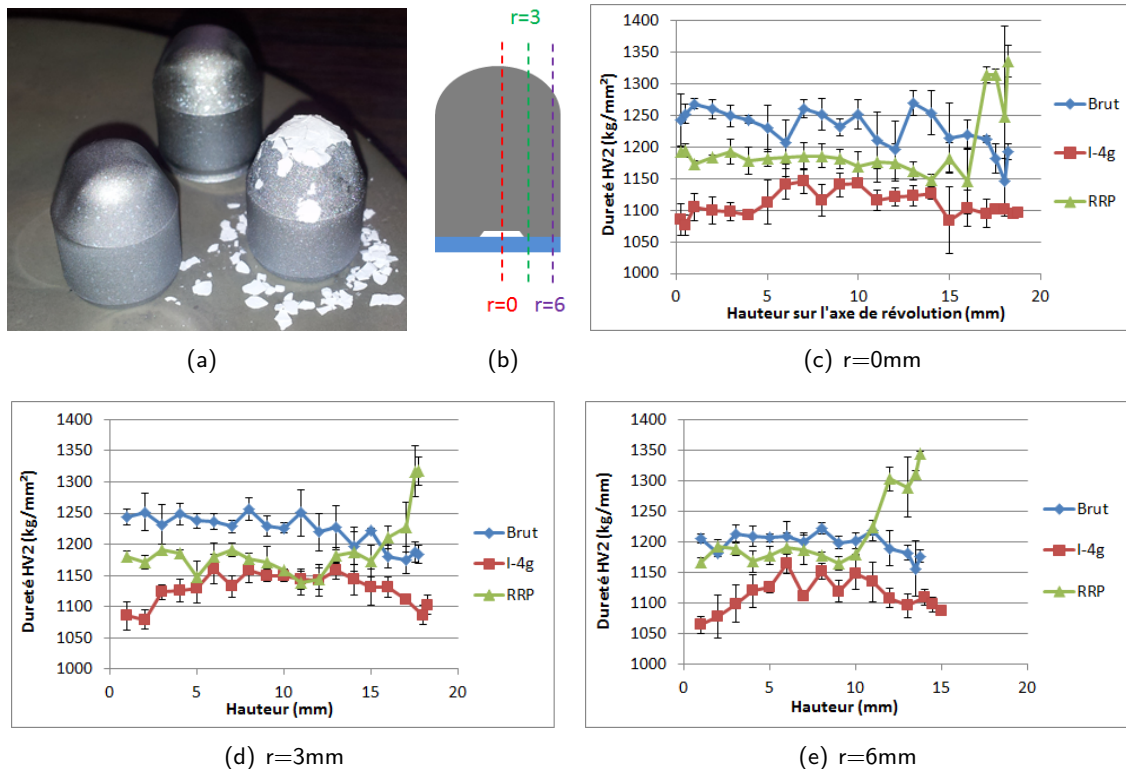 r=3
r=0
r=6
(a)
(b)
Dureté HV2 (kg/mm²)
1400
1350
1300
1250
1200
1150
1100
1050
1000
0
5
10
15
20
Hauteur sur l'axe de révolution (mm)
Brut
I-4g
RRP
(c) r=0mm
Dureté HV2 (kg/mm²)
1400
1350
1300
1250
1200
1150
1100
1050
1000
0
5
10
15
20
Hauteur (mm)
Brut
I-4g
RRP
(d) r=3mm
Dureté HV2 (kg/mm)
1400
1350
1300
1250
1200
1150
1100
1050
1000
0
5
10
15
20
Hauteur (mm)
Brut
I-4g
RRP
(e) r=6mm